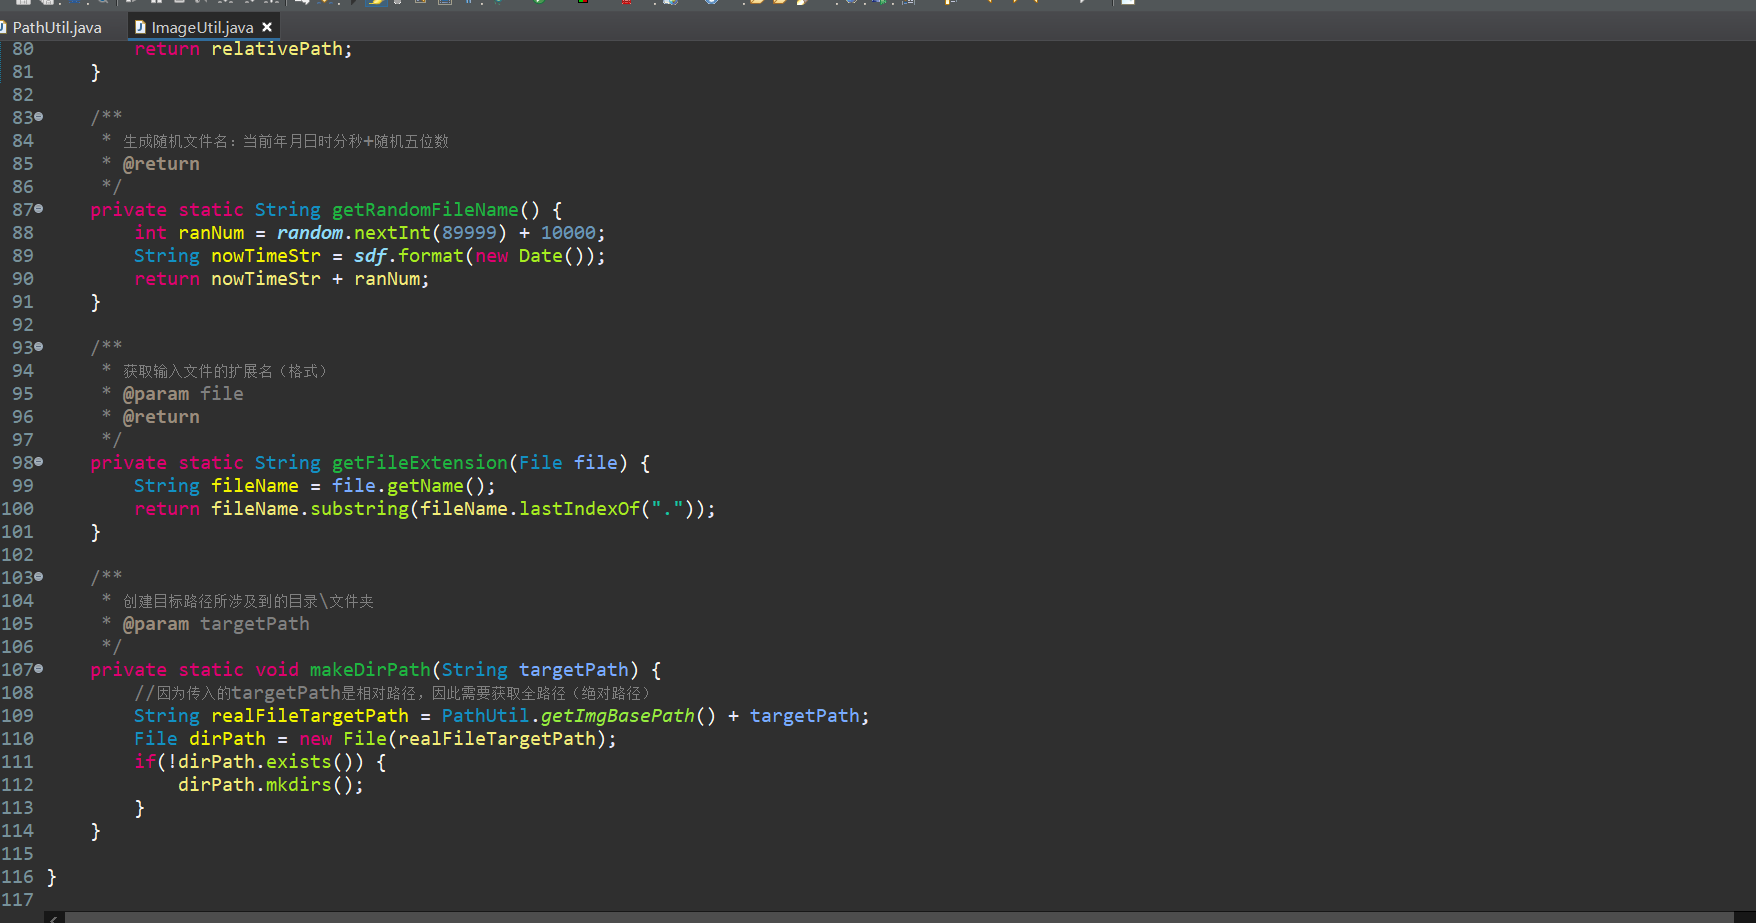 PathUtil.java
ImageUtil.java
80 return relativePath;
81 }
82
83 /**
84 * 生成随机文件名：当前年月日时分秒+随机五位数
85 * @return
86 */
87 private static String getRandomFileName() {
88 int ranNum = random.nextInt(89999) + 10000;
89 String nowTimeStr = sdf.format(new Date());
90 return nowTimeStr + ranNum;
91 }
92
93 /**
94 * 获取输入文件的扩展名（格式）
95 * @param file
96 * @return
97 */
98 private static String getFileExtension(File file) {
99 String fileName = file.getName();
100 return fileName.substring(fileName.lastIndexOf("."));
101 }
102
103 /**
104 * 创建目标路径所涉及到的目录\文件夹
105 * @param targetPath
106 */
107 private static void makeDirPath(String targetPath) {
108 //因为传入的targetPath是相对路径，因此需要获取全路径（绝对路径）
109 String realFileTargetPath = PathUtil.getImgBasePath() + targetPath;
110 File dirPath = new File(realFileTargetPath);
111 if(!dirPath.exists()) {
112 dirPath.mkdirs();
113 }
114 }
115
116 }
117